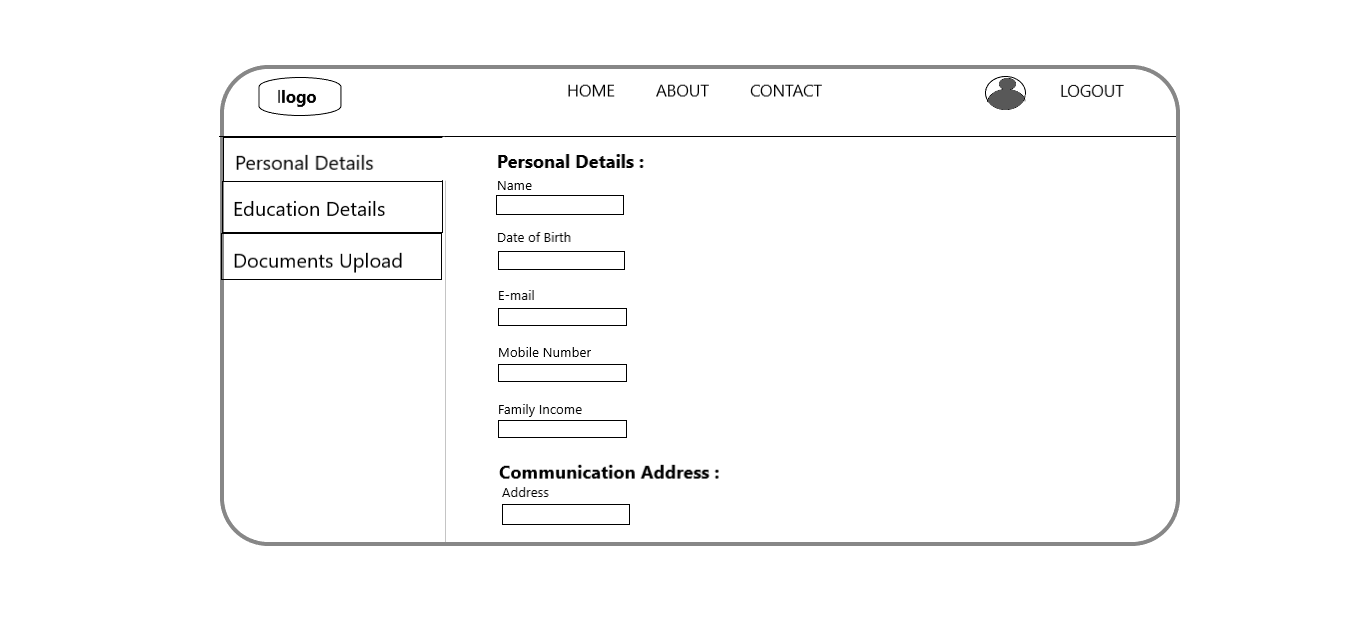 logo
HOME ABOUT CONTACT LOGOUT
Personal Details
Education Details
Documents Upload
Personal Details :
Name
Date of Birth
E-mail
Mobile Number
Family Income
Communication Address :
Address